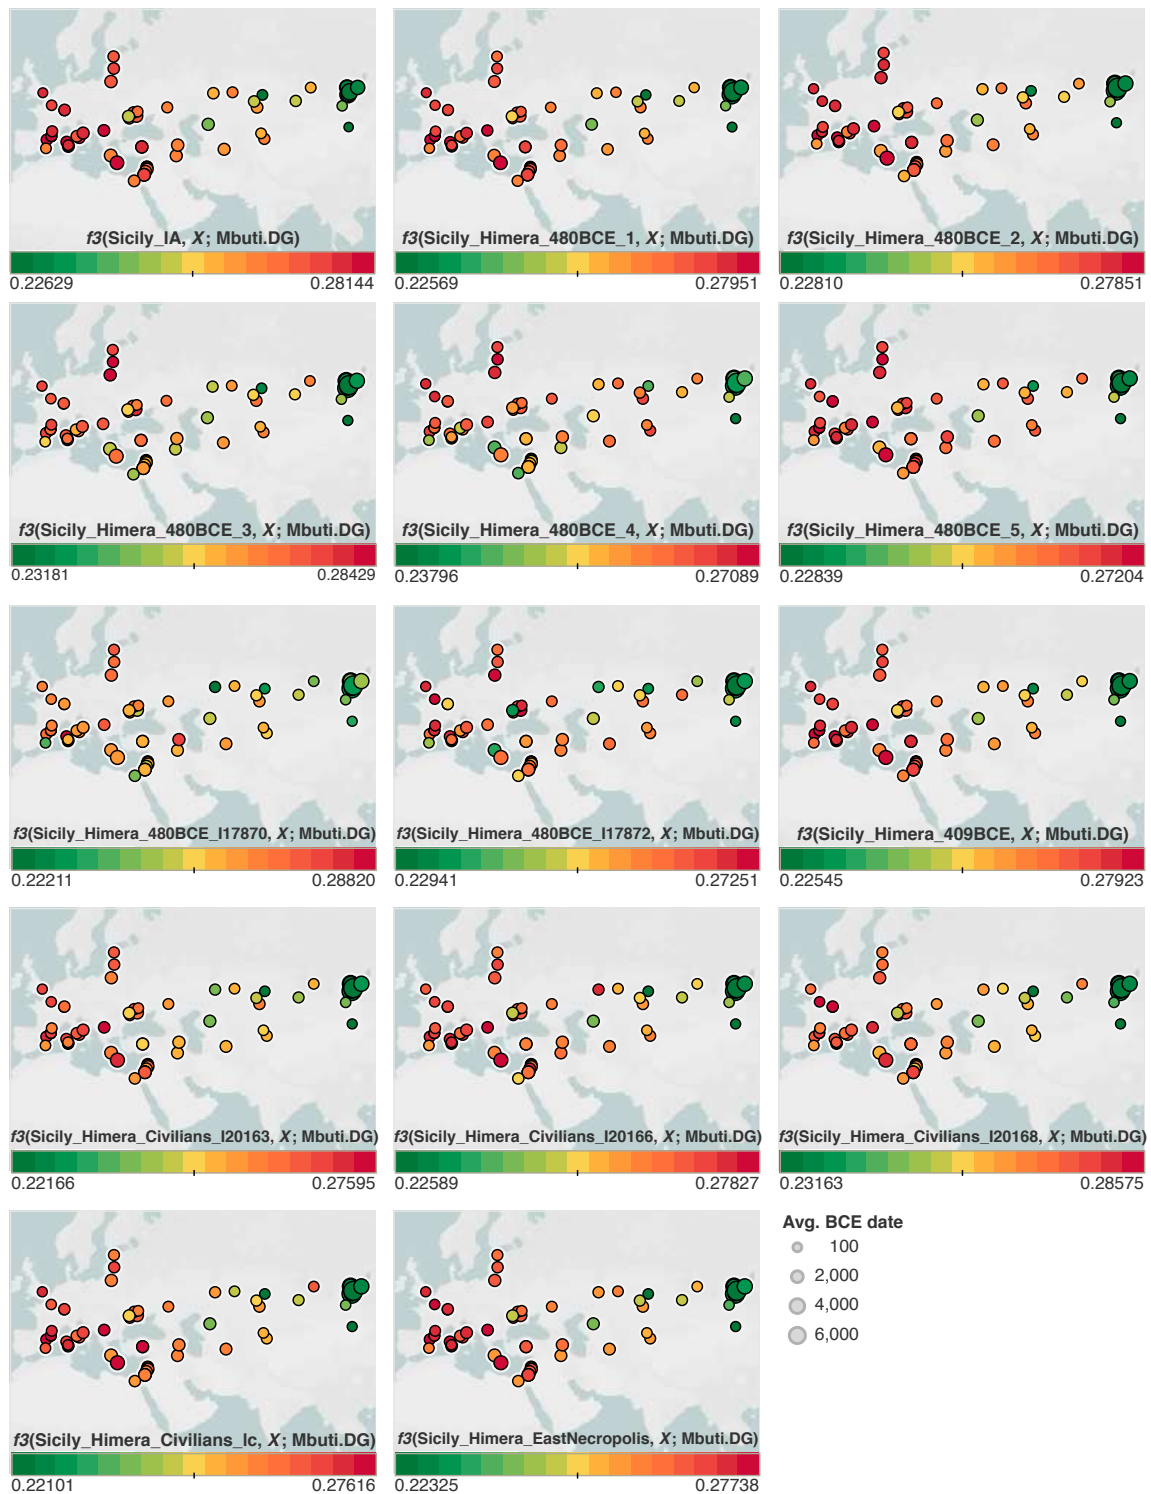 f3(Sicily_IA, X; Mbuti.DG)
0.22629 0.28144
f3(Sicily_Himera_480BCE_1, X; Mbuti.DG)
0.22569 0.27951
f3(Sicily_Himera_480BCE_2, X; Mbuti.DG)
0.22810 0.27851
f3(Sicily_Himera_480BCE_3, X; Mbuti.DG)
0.23181 0.28429
f3(Sicily_Himera_480BCE_4, X; Mbuti.DG)
0.23796 0.27089
f3(Sicily_Himera_480BCE_5, X; Mbuti.DG)
0.22839 0.27204
f3(Sicily_Himera_480BCE_I17870, X; Mbuti.DG)
0.22211 0.28820
f3(Sicily_Himera_480BCE_I17872, X; Mbuti.DG)
0.22941 0.27251
f3(Sicily_Himera_409BCE, X; Mbuti.DG)
0.22545 0.27923
f3(Sicily_Himera_Civilians_I20163, X; Mbuti.DG)
0.22166 0.27595
f3(Sicily_Himera_Civilians_I20166, X; Mbuti.DG)
0.22589 0.27827
f3(Sicily_Himera_Civilians_I20168, X; Mbuti.DG)
0.23163 0.28575
f3(Sicily_Himera_Civilians_Ic, X; Mbuti.DG)
0.22101 0.27616
f3(Sicily_Himera_EastNecropolis, X; Mbuti.DG)
0.22325 0.27738
Avg. BCE date
100
2,000
4,000
6,000